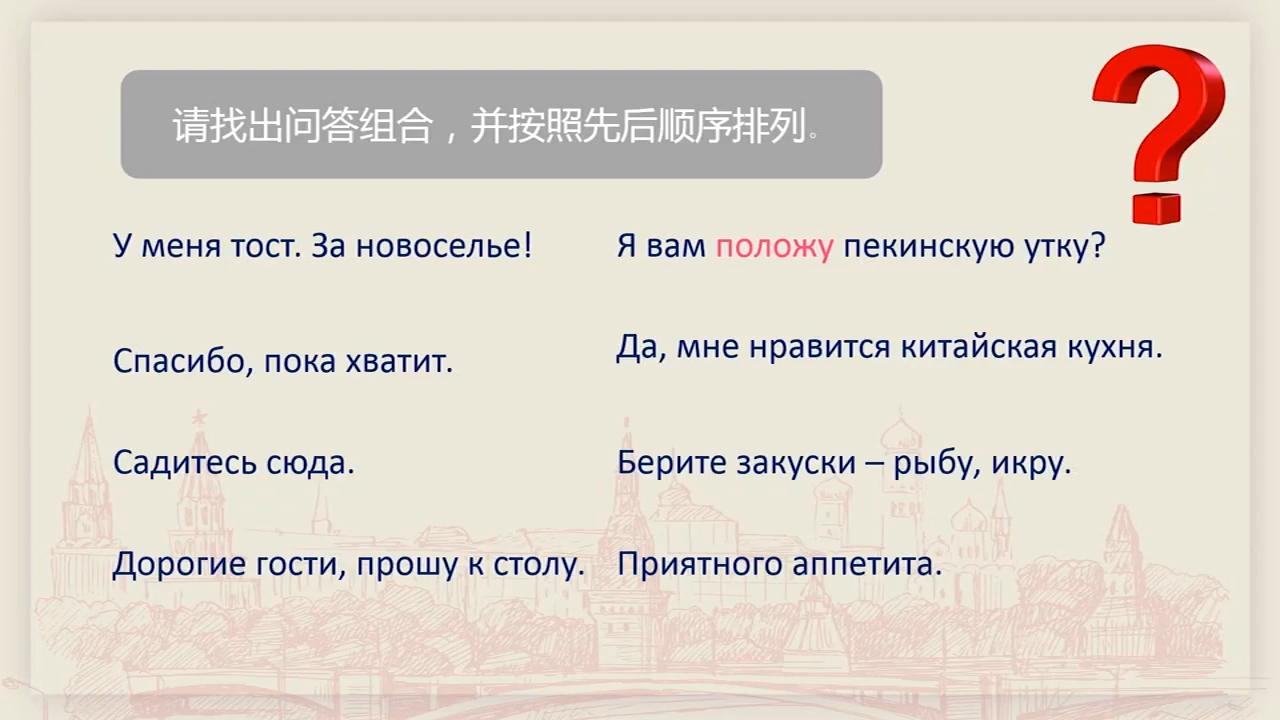 请找出问答组合，并按照先后顺序排列。
У меня тост. За новоселье!
Я вам положу пекинскую утку?
Спасибо, пока хватит.
Да, мне нравится китайская кухня.
Садитесь сюда.
Берите закуски – рыбу, икру.
Дорогие гости, прошу к столу.
Приятного аппетита.